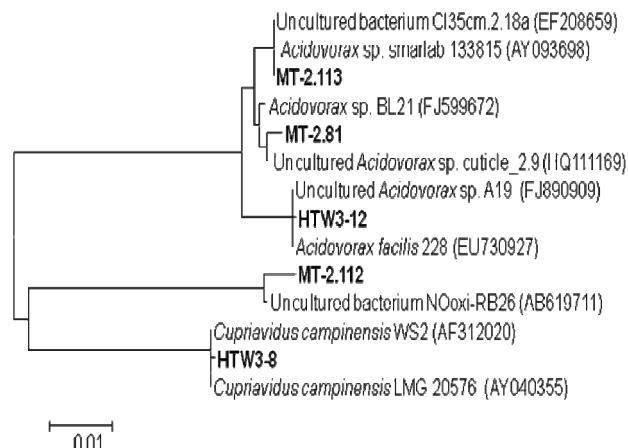 Uncultured bacterium CI35cm.2.18a (EF208659)
Acidovorax sp. smarlab 133815 (AY093698)
MT-2.113
Acidovorax sp. BL21 (FJ599672)
MT-2.81
Uncultured Acidovorax sp. cuticle_2.9 (HQ111169)
Uncultured Acidovorax sp. A19 (FJ890909)
HTW3-12
Acidovorax facilis 228 (EU730927)
MT-2.112
Uncultured bacterium NOoxi-RB26 (AB619711)
Cupriavidus campinensis WS2 (AF312020)
HTW3-8
Cupriavidus campinensis LMG 20576 (AY040355)
0.01